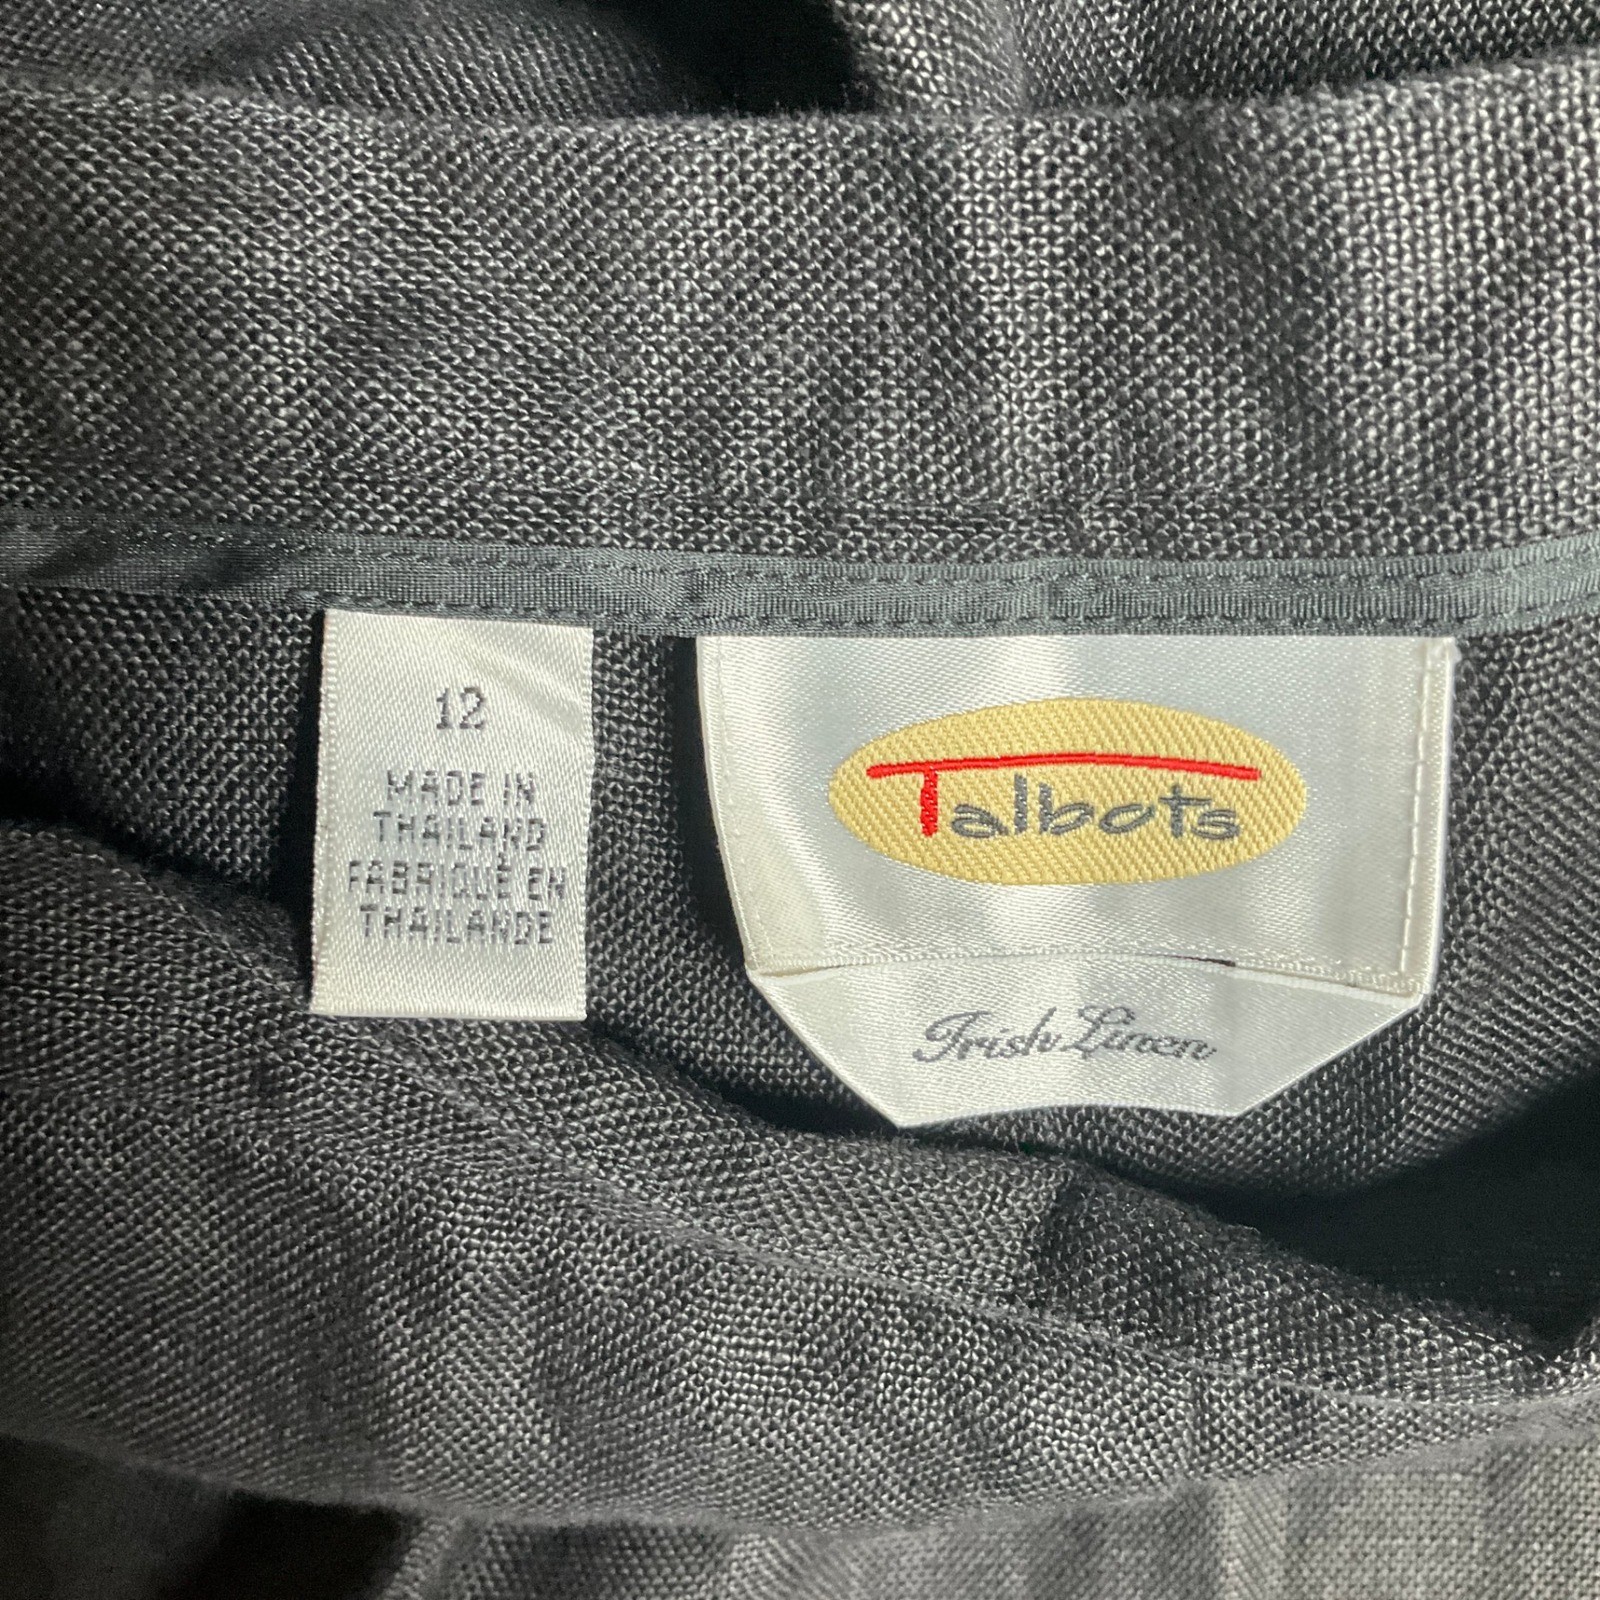 12
MADE IN
THAILAND
FABRIQUÉ EN
THAILANDE
Talbots
Irish Linen